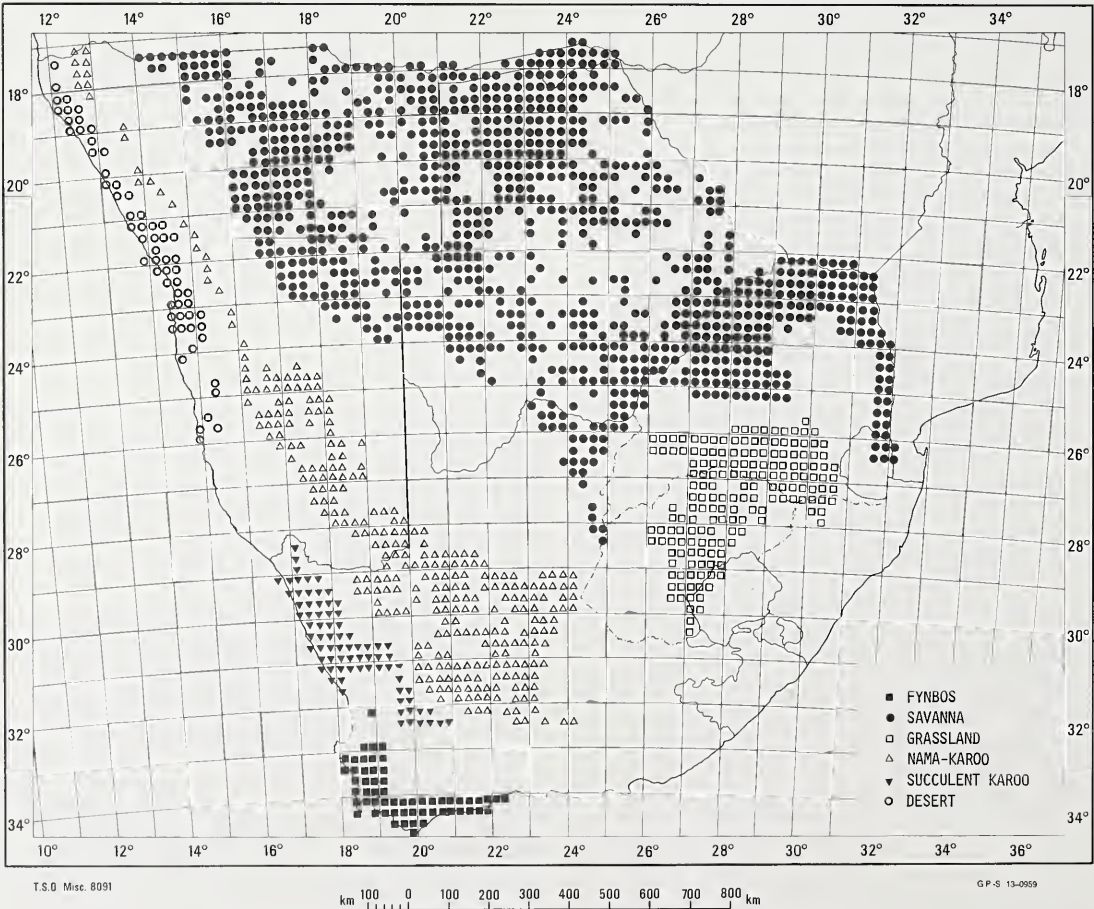 12° 14° 16° 18° 20° 22° 24° 26° 28° 30° 32° 34°
18° 18°
20° 20°
22° 22°
24° 24°
26° 26°
28° 28°
30° 30°
32° 32°
34° 34°
FYNBOS
SAVANNA
GRASSLAND
NAMA-KAROO
SUCCULENT KAROO
DESERT
10° 12° 14° 16° 18° 20° 22° 24° 26° 28° 30° 32° 34° 36°
T.S.O Misc. 8091
km 100 0 100 200 300 400 500 600 700 800 km
G P-S 13-0959